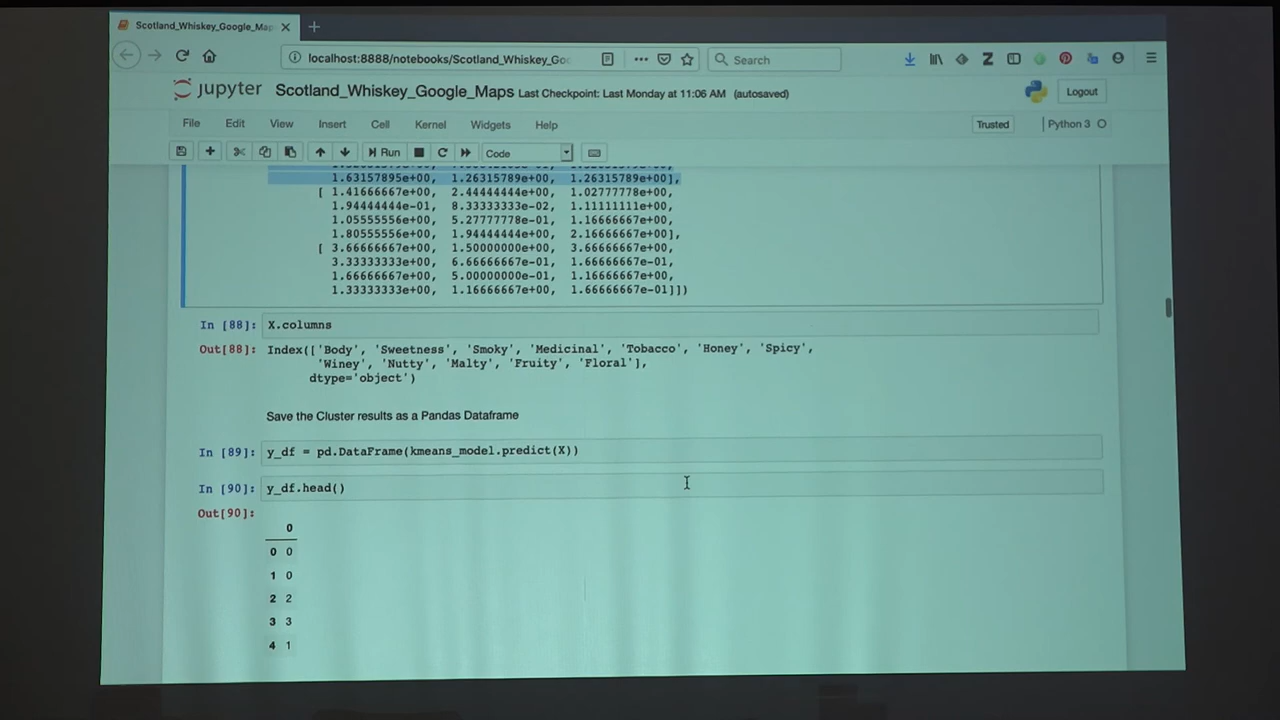 Scotland_Whiskey_Google_Map
localhost:8888/notebooks/Scotland_Whiskey_Go
Search
jupyter Scotland_Whiskey_Google_Maps Last Checkpoint: Last Monday at 11:06 AM (autosaved)
Logout
File Edit View Insert Cell Kernel Widgets Help
Trusted
Python 3
Run
Code
1.63157895e+00, 1.26315789e+00, 1.26315789e+00],
[ 1.41666667e+00, 2.44444444e+00, 1.02777778e+00,
1.94444444e-01, 8.33333333e-02, 1.11111111e+00,
1.05555556e+00, 5.27777778e-01, 1.16666667e+00,
1.80555556e+00, 1.94444444e+00, 2.16666667e+00],
[ 3.66666667e+00, 1.50000000e+00, 3.66666667e+00,
3.33333333e+00, 6.66666667e-01, 1.66666667e-01,
1.66666667e+00, 5.00000000e-01, 1.16666667e+00,
1.33333333e+00, 1.16666667e+00, 1.66666667e-01]])
In [88]: X.columns
Out[88]: Index(['Body', 'Sweetness', 'Smoky', 'Medicinal', 'Tobacco', 'Honey', 'Spicy',
'Winey', 'Nutty', 'Malty', 'Fruity', 'Floral'],
dtype='object')
Save the Cluster results as a Pandas Dataframe
In [89]: y_df = pd.DataFrame(kmeans_model.predict(X))
In [90]: y_df.head()
Out[90]:
0
0 0
1 0
2 2
3 3
4 1